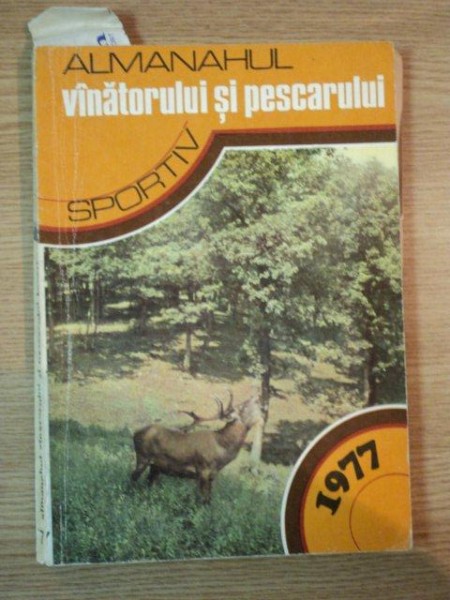 ALMANAHUL
vînătorului și pescarului
SPORTIV
1977